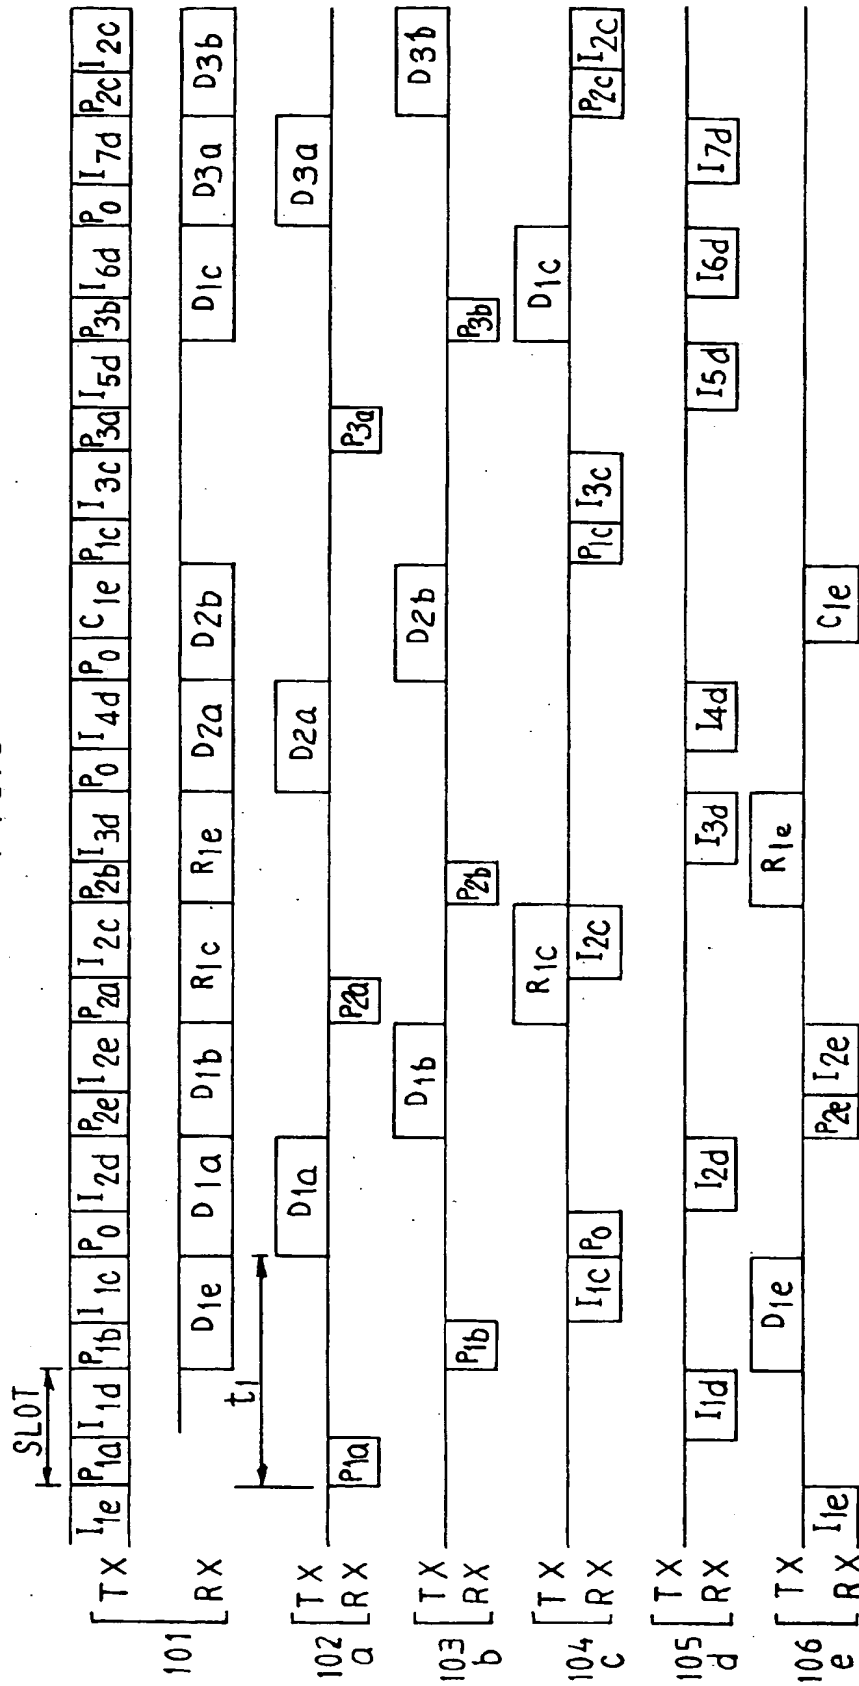 SLOT
101 TX I1e P1a I1d P1b I1c P0 I2d P2e I2e P2a I2c P2b I3d P0 I4d P0 C1e P1c I3c P3a I5d P3b I6d P0 I7d P2c I2c
RX D1e D1a D1b R1c R1e D2a D2b D1c D3a D3b
t1
102 a TX D1a D2a D3a
RX P1a P2a P3a
103 b TX D1b D2b D3b
RX P1b P2b P3b
104 c TX R1c D1c
RX I1c P0 I2c P1c I3c P2c I2c
105 d TX
RX I1d I2d I3d I4d I5d I6d I7d
106 e TX D1e R1e
RX I1e P2e I2e C1e